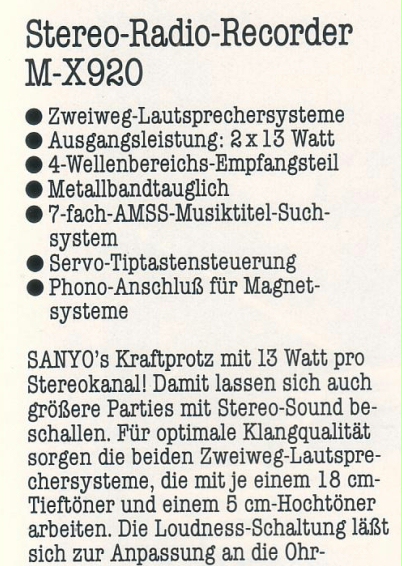 Stereo-Radio-Recorder
M-X920
● Zweiweg-Lautsprechersysteme
● Ausgangsleistung: 2 x 13 Watt
● 4-Wellenbereichs-Empfangsteil
● Metallbandtauglich
● 7-fach-AMSS-Musiktitel-Such-
system
● Servo-Tiptastensteuerung
● Phono-Anschluß für Magnet-
systeme
SANYO's Kraftprotz mit 13 Watt pro
Stereokanal! Damit lassen sich auch
größere Parties mit Stereo-Sound be-
schallen. Für optimale Klangqualität
sorgen die beiden Zweiweg-Lautspre-
chersysteme, die mit je einem 18 cm-
Tieftöner und einem 5 cm-Hochtöner
arbeiten. Die Loudness-Schaltung läßt
sich zur Anpassung an die Ohr-